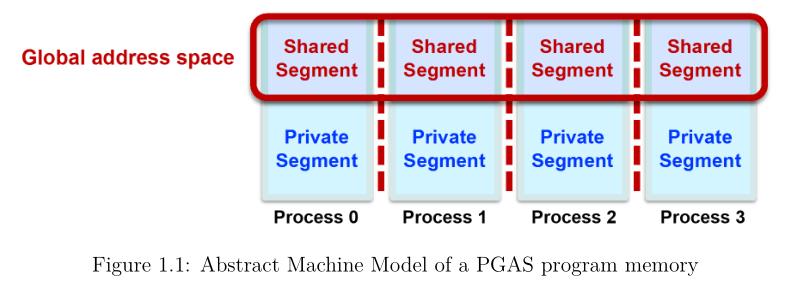 Global address space
Shared Segment
Shared Segment
Shared Segment
Shared Segment
Private Segment
Private Segment
Private Segment
Private Segment
Process 0
Process 1
Process 2
Process 3
Figure 1.1: Abstract Machine Model of a PGAS program memory